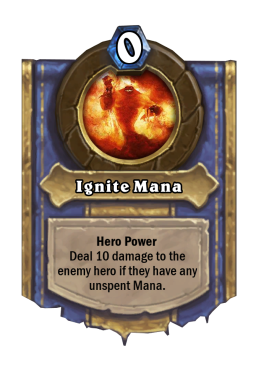 0
Ignite Mana
Hero Power
Deal 10 damage to the
enemy hero if they have any
unspent Mana.